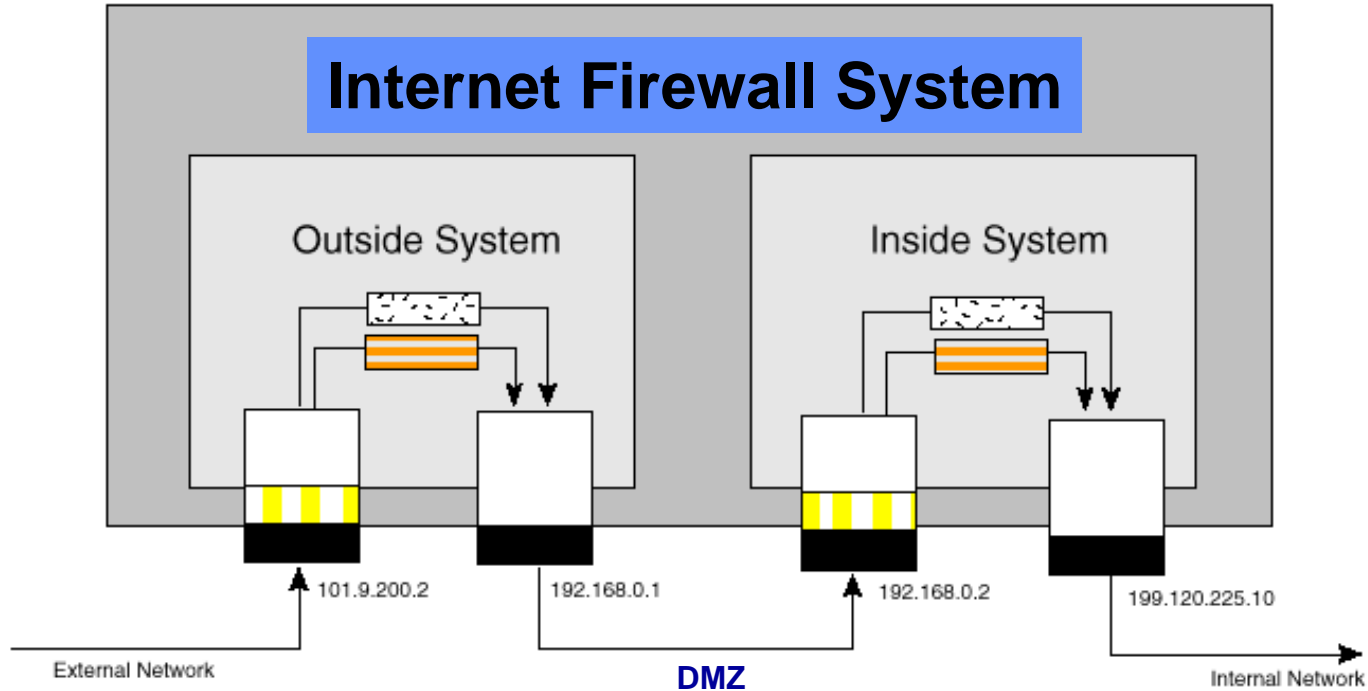 Internet Firewall System
Outside System
Inside System
101.9.200.2
192.168.0.1
192.168.0.2
199.120.225.10
External Network
DMZ
Internal Network